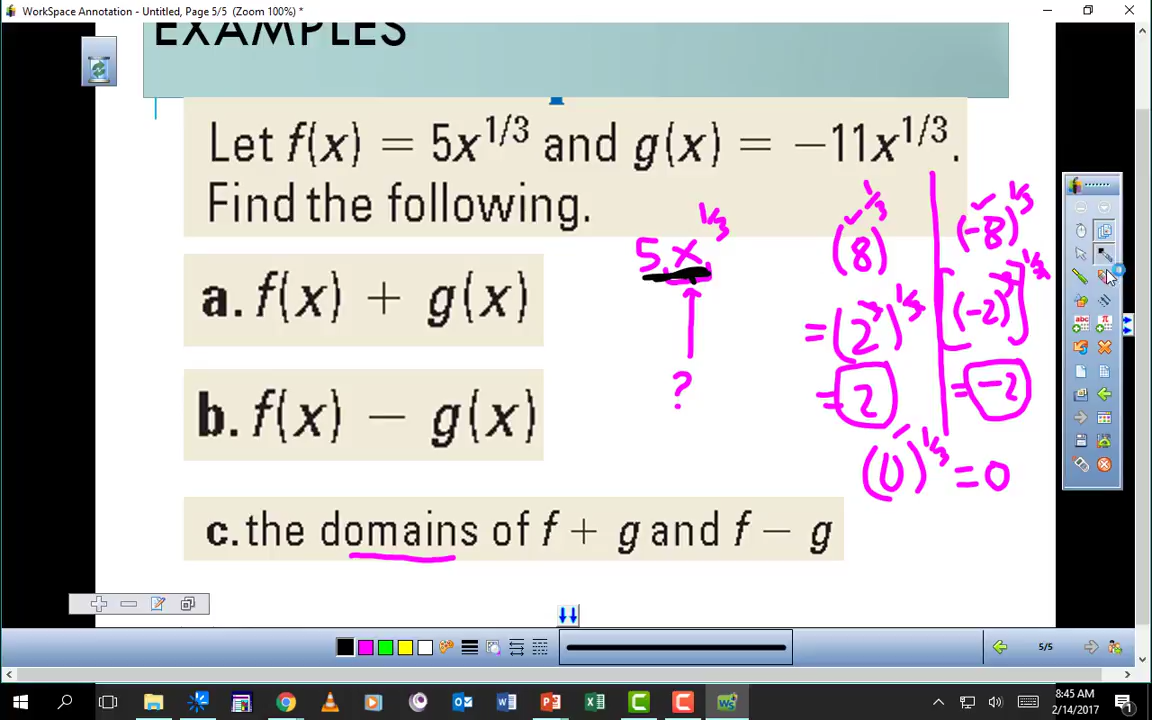 WorkSpace Annotation - Untitled, Page 5/5 (Zoom 100%) *
EXAMPLES
Let f(x) = 5x^{1/3} and g(x) = −11x^{1/3}.
Find the following.
5x^{1/3}
?
(8)^{1/3}
= (2^3)^{1/3}
= 2
(-8)^{1/3}
[(-2)^3]^{1/3}
= -2
(0)^{1/3} = 0
a. f(x) + g(x)
b. f(x) − g(x)
c. the domains of f + g and f − g
abc
π
5/5
8:45 AM
2/14/2017